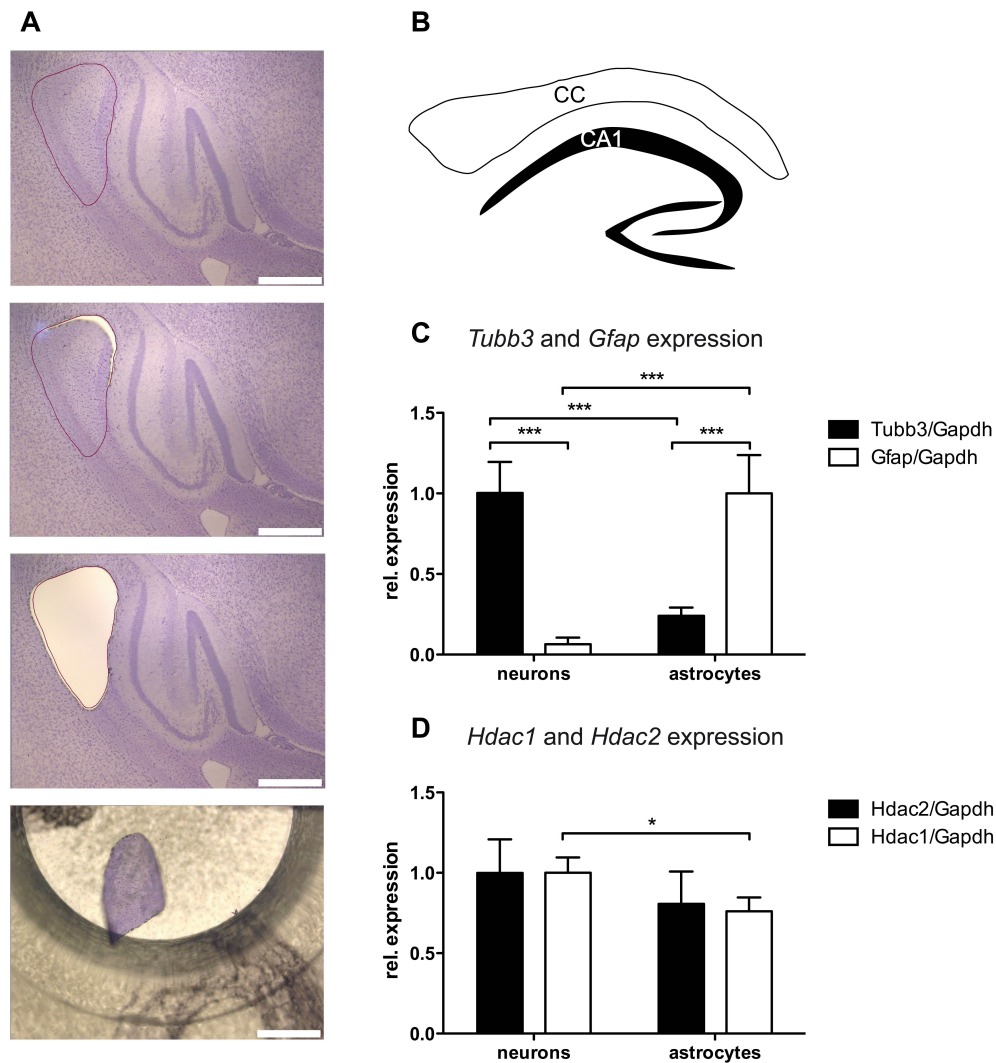 A
B
CC
CA1
C
Tubb3 and Gfap expression
***
***
***
***
1.5
1.0
0.5
0.0
rel. expression
neurons
astrocytes
Tubb3/Gapdh
Gfap/Gapdh
D
Hdac1 and Hdac2 expression
*
1.5
1.0
0.5
0.0
rel. expression
neurons
astrocytes
Hdac2/Gapdh
Hdac1/Gapdh